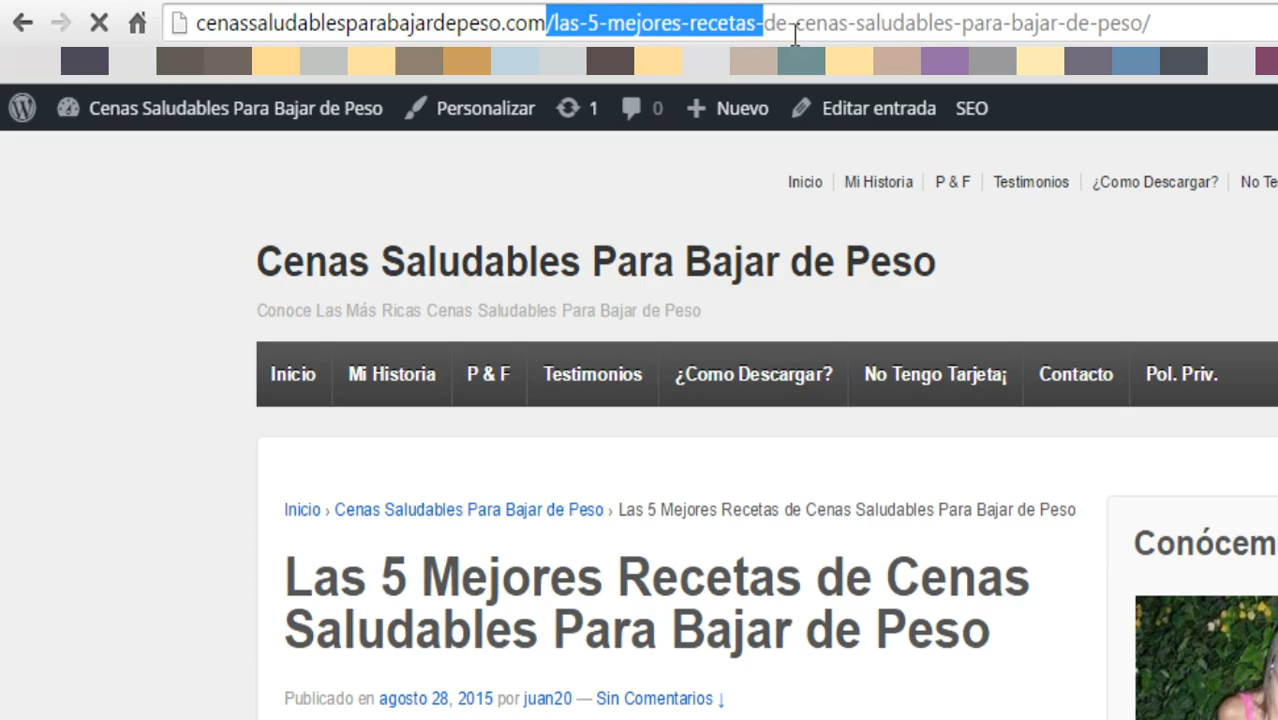 cenassaludablesparabajardepeso.com/las-5-mejores-recetas-de-cenas-saludables-para-bajar-de-peso/
Cenas Saludables Para Bajar de Peso Personalizar 1 0 Nuevo Editar entrada SEO
Inicio Mi Historia P & F Testimonios ¿Como Descargar? No Te
Cenas Saludables Para Bajar de Peso
Conoce Las Más Ricas Cenas Saludables Para Bajar de Peso
Inicio Mi Historia P & F Testimonios ¿Como Descargar? No Tengo Tarjeta¡ Contacto Pol. Priv.
Inicio › Cenas Saludables Para Bajar de Peso › Las 5 Mejores Recetas de Cenas Saludables Para Bajar de Peso
Las 5 Mejores Recetas de Cenas
Saludables Para Bajar de Peso
Conócem
Publicado en agosto 28, 2015 por juan20 — Sin Comentarios ↓